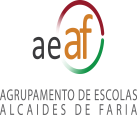 aeaf
AGRUPAMENTO DE ESCOLAS
ALCAIDES DE FARIA